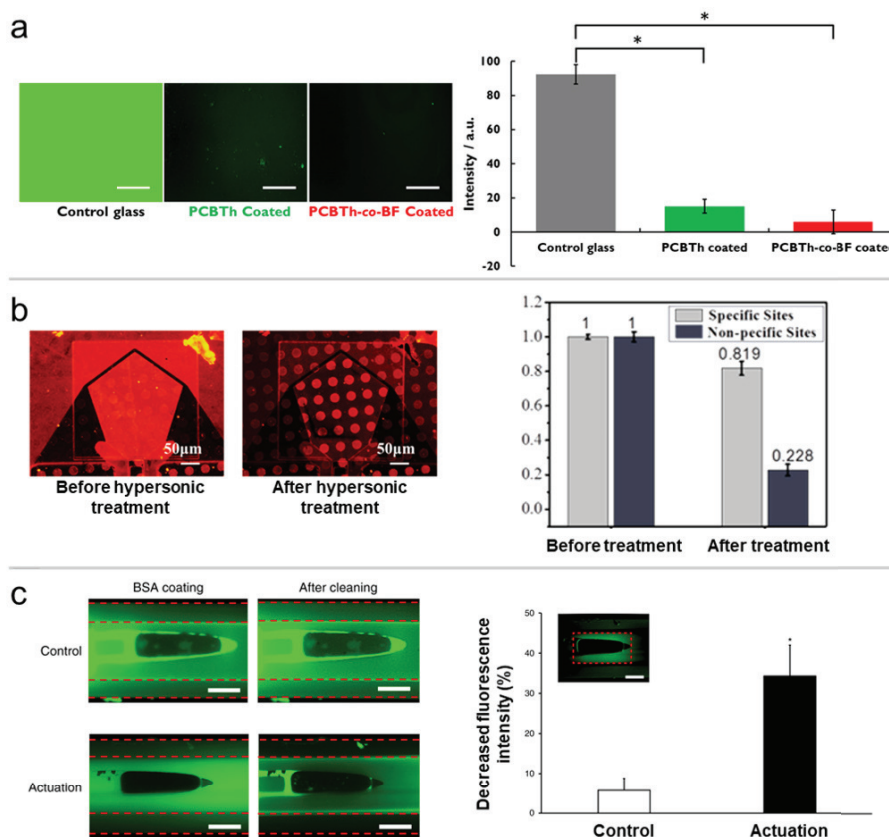 a
Control glass
PCBTh Coated
PCBTh-co-BF Coated
Intensity / a.u.
100
80
60
40
20
0
-20
*
*
Control glass
PCBTh coated
PCBTh-co-BF coated
b
50µm
50µm
Before hypersonic
treatment
After hypersonic
treatment
1.2
1.0
0.8
0.6
0.4
0.2
0.0
Specific Sites
Non-pecific Sites
1
1
0.819
0.228
Before treatment
After treatment
c
BSA coating
After cleaning
Control
Actuation
Decreased fluorescence
intensity (%)
50
40
30
20
10
0
*
Control
Actuation